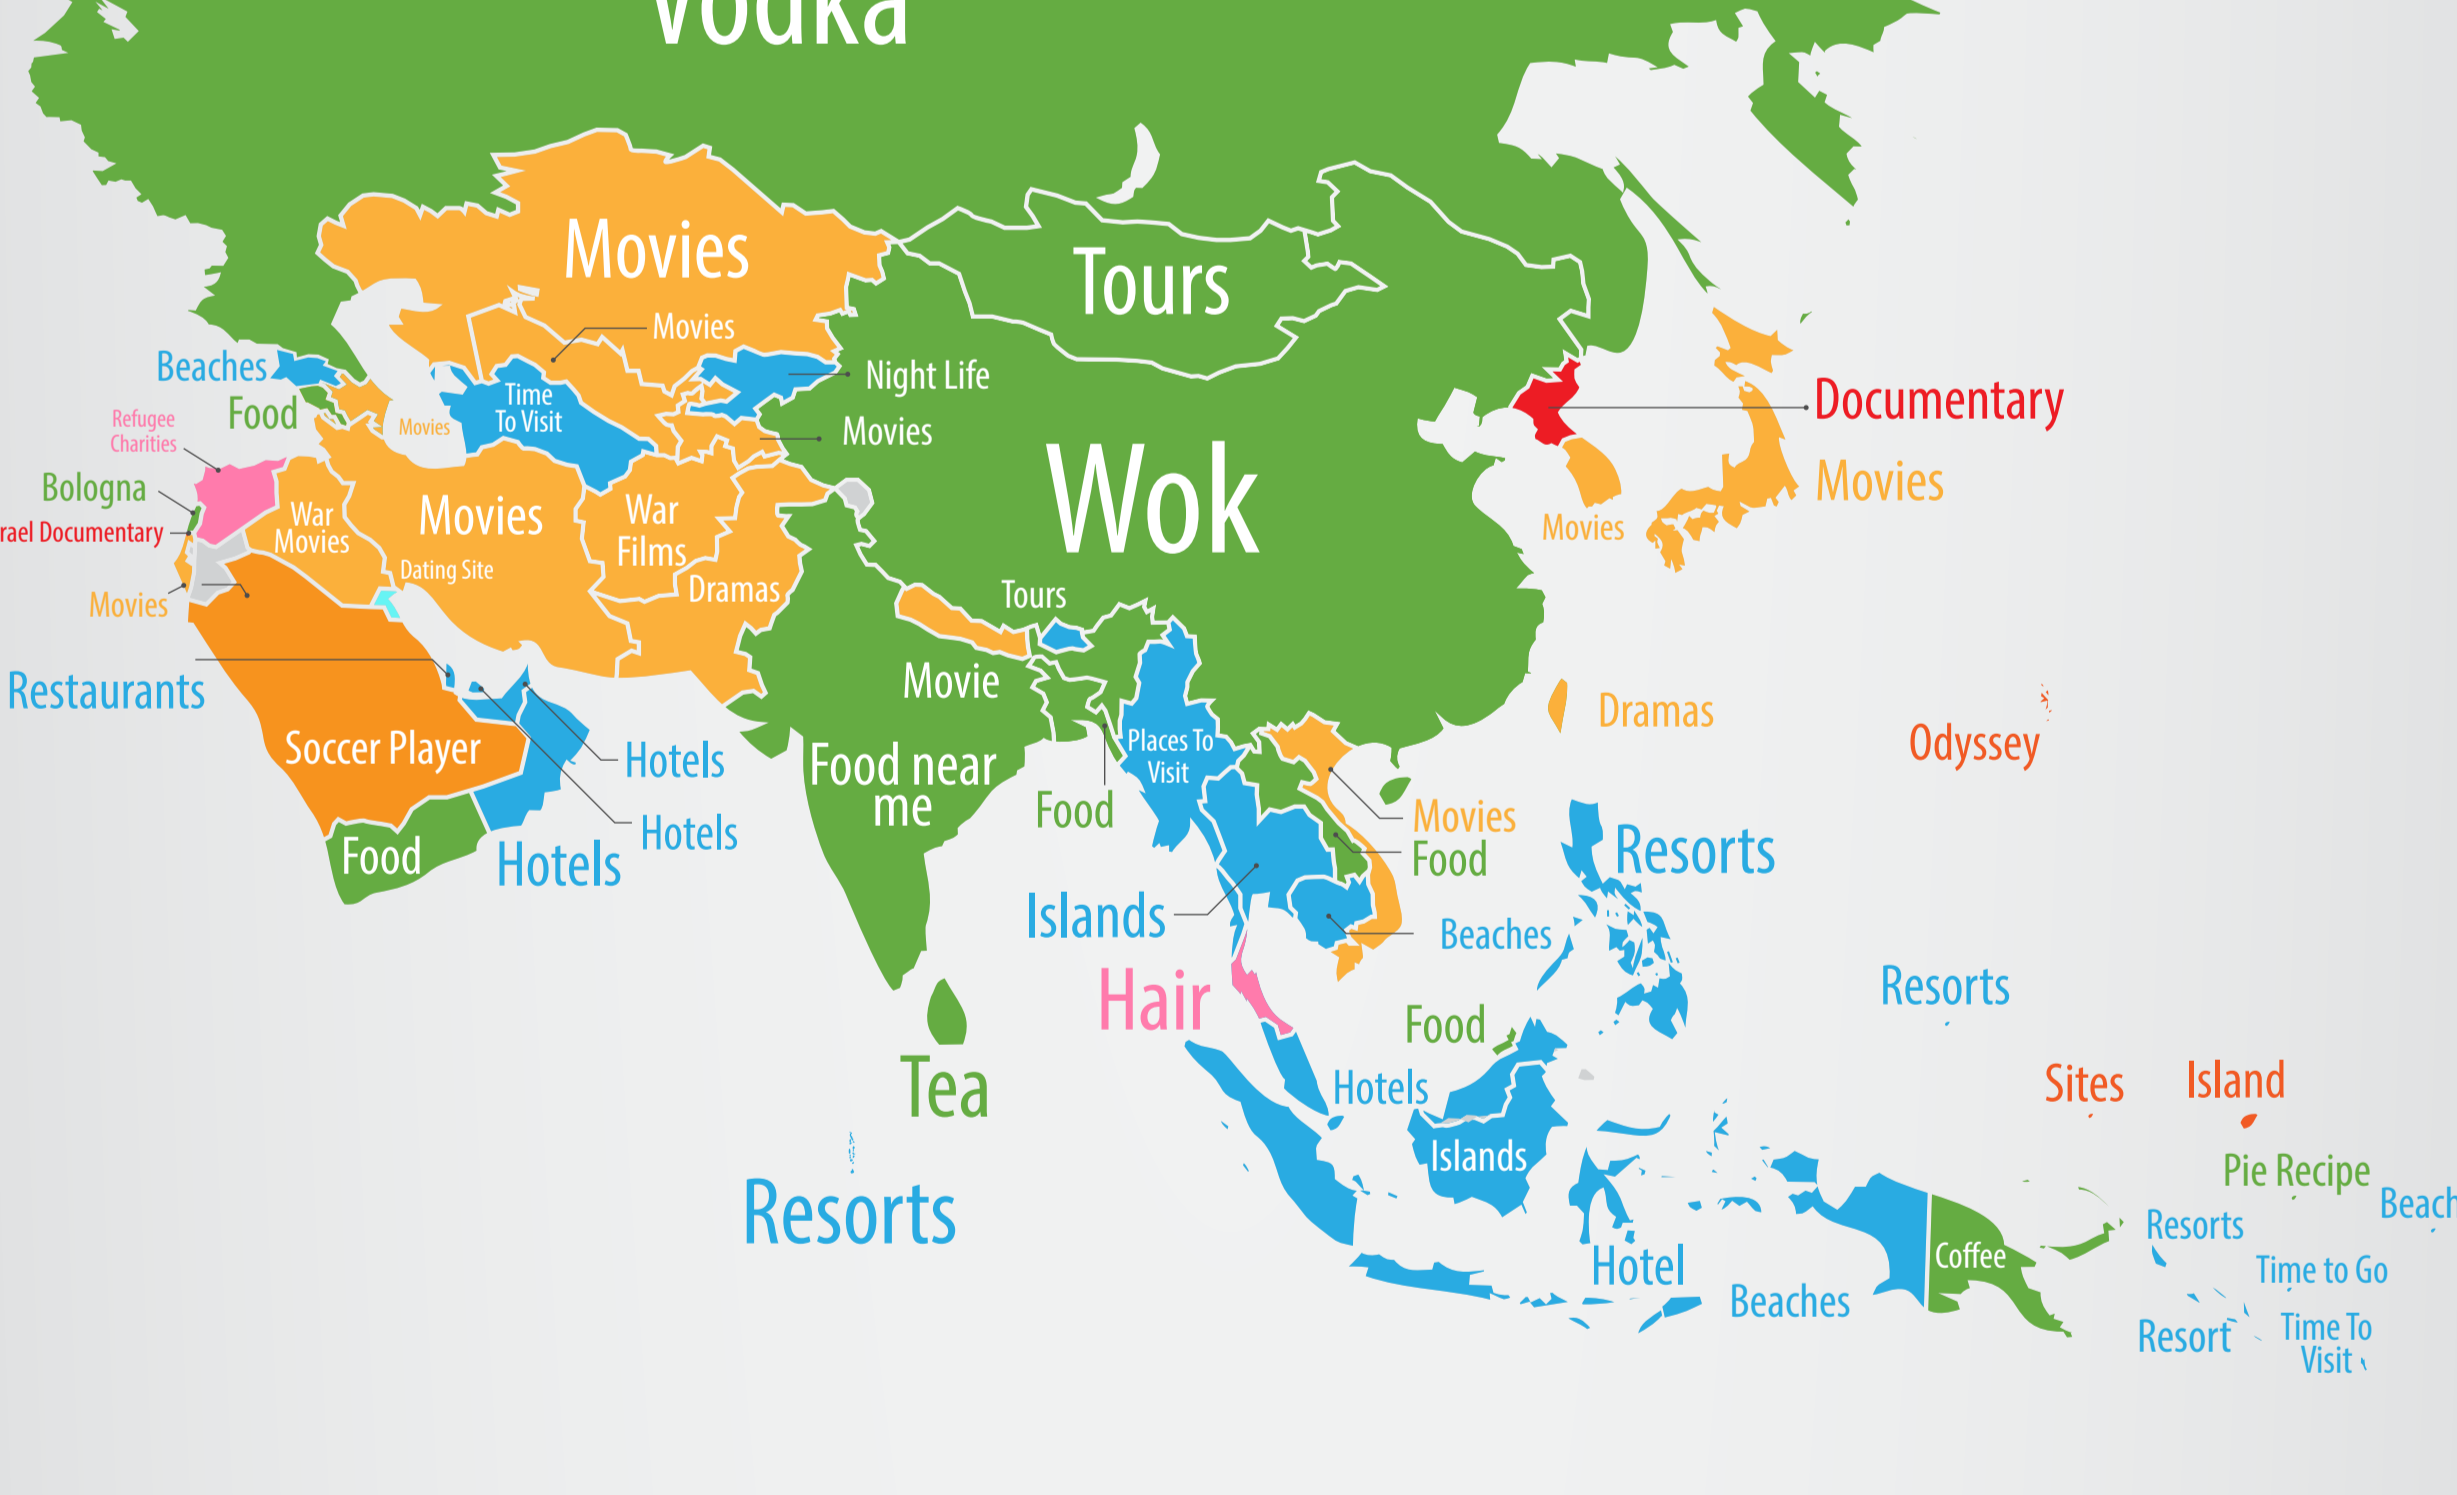 Vodka
Movies
Tours
Movies
Beaches
Night Life
Time
To Visit
Food
Movies
Refugee
Charities
Movies
Documentary
Movies
Bologna
rael Documentary
War
Movies
Movies
War
Films
Wok
Movies
Dating Site
Dramas
Movies
Tours
Restaurants
Movie
Dramas
Soccer Player
Hotels
Food near
me
Places To
Visit
Odyssey
Food
Movies
Hotels
Food
Hotels
Food
Resorts
Islands
Beaches
Hair
Resorts
Food
Tea
Hotels
Sites
Island
Islands
Pie Recipe
Resorts
Beach
Resorts
Hotel
Coffee
Time to Go
Beaches
Resort
Time To
Visit